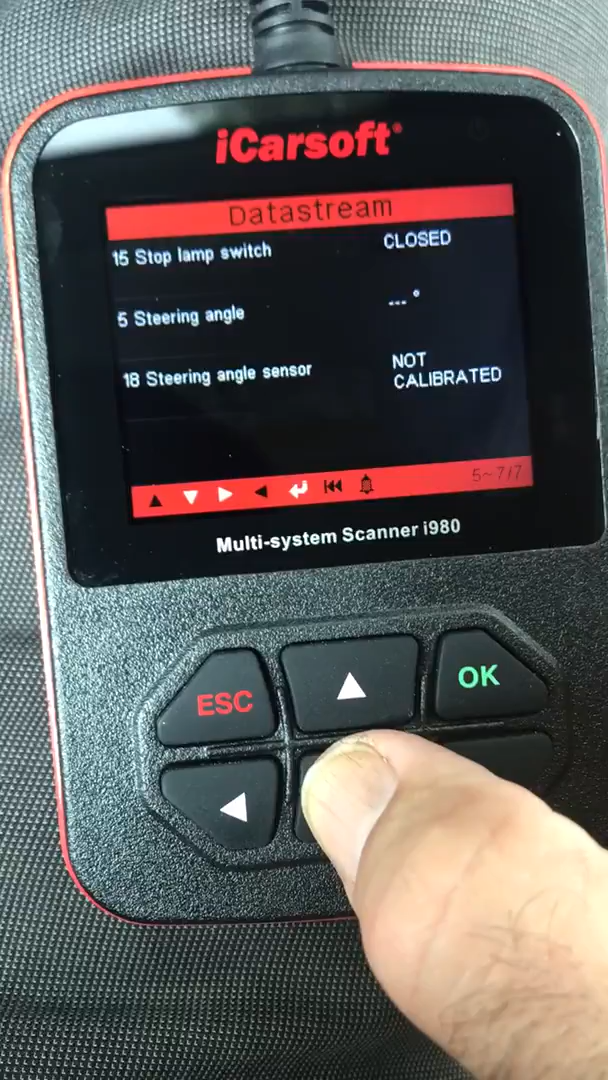 iCarsoft®
Datastream
15 Stop lamp switch CLOSED
5 Steering angle ---°
18 Steering angle sensor NOT CALIBRATED
5~7/7
Multi-system Scanner i980
ESC
OK